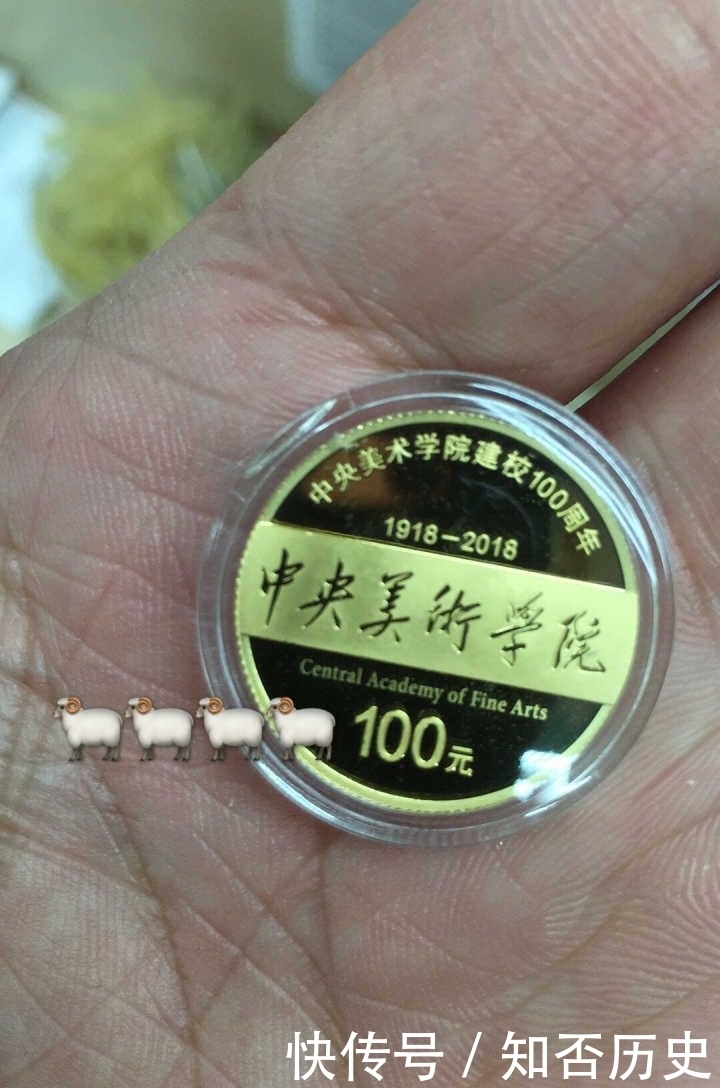 中央美术学院建校100周年
1918-2018
中央美術學院
Central Academy of Fine Arts
100元
快传号 / 知否历史